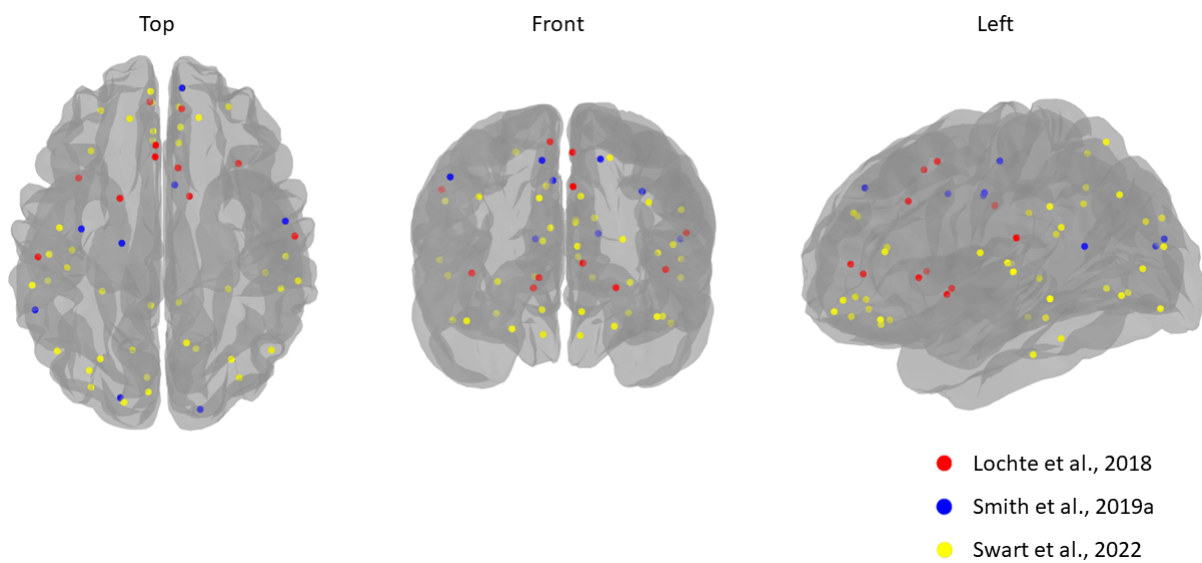 Top
Front
Left
Lochte et al., 2018
Smith et al., 2019a
Swart et al., 2022